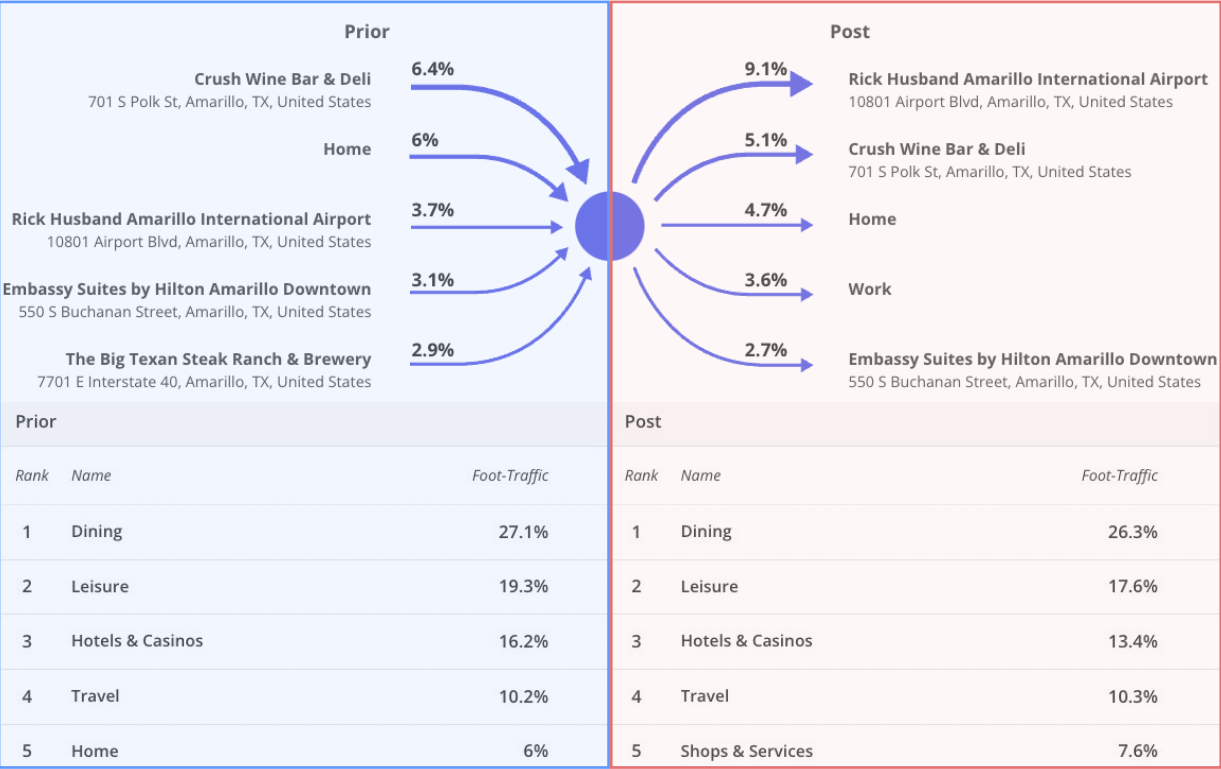 Prior
6.4%
Crush Wine Bar & Deli
701 S Polk St, Amarillo, TX, United States
6%
Home
3.7%
Rick Husband Amarillo International Airport
10801 Airport Blvd, Amarillo, TX, United States
3.1%
Embassy Suites by Hilton Amarillo Downtown
550 S Buchanan Street, Amarillo, TX, United States
2.9%
The Big Texan Steak Ranch & Brewery
7701 E Interstate 40, Amarillo, TX, United States
Post
9.1%
Rick Husband Amarillo International Airport
10801 Airport Blvd, Amarillo, TX, United States
5.1%
Crush Wine Bar & Deli
701 S Polk St, Amarillo, TX, United States
4.7%
Home
3.6%
Work
2.7%
Embassy Suites by Hilton Amarillo Downtown
550 S Buchanan Street, Amarillo, TX, United States
Prior
Rank Name Foot-Traffic
1 Dining 27.1%
2 Leisure 19.3%
3 Hotels & Casinos 16.2%
4 Travel 10.2%
5 Home 6%
Post
Rank Name Foot-Traffic
1 Dining 26.3%
2 Leisure 17.6%
3 Hotels & Casinos 13.4%
4 Travel 10.3%
5 Shops & Services 7.6%